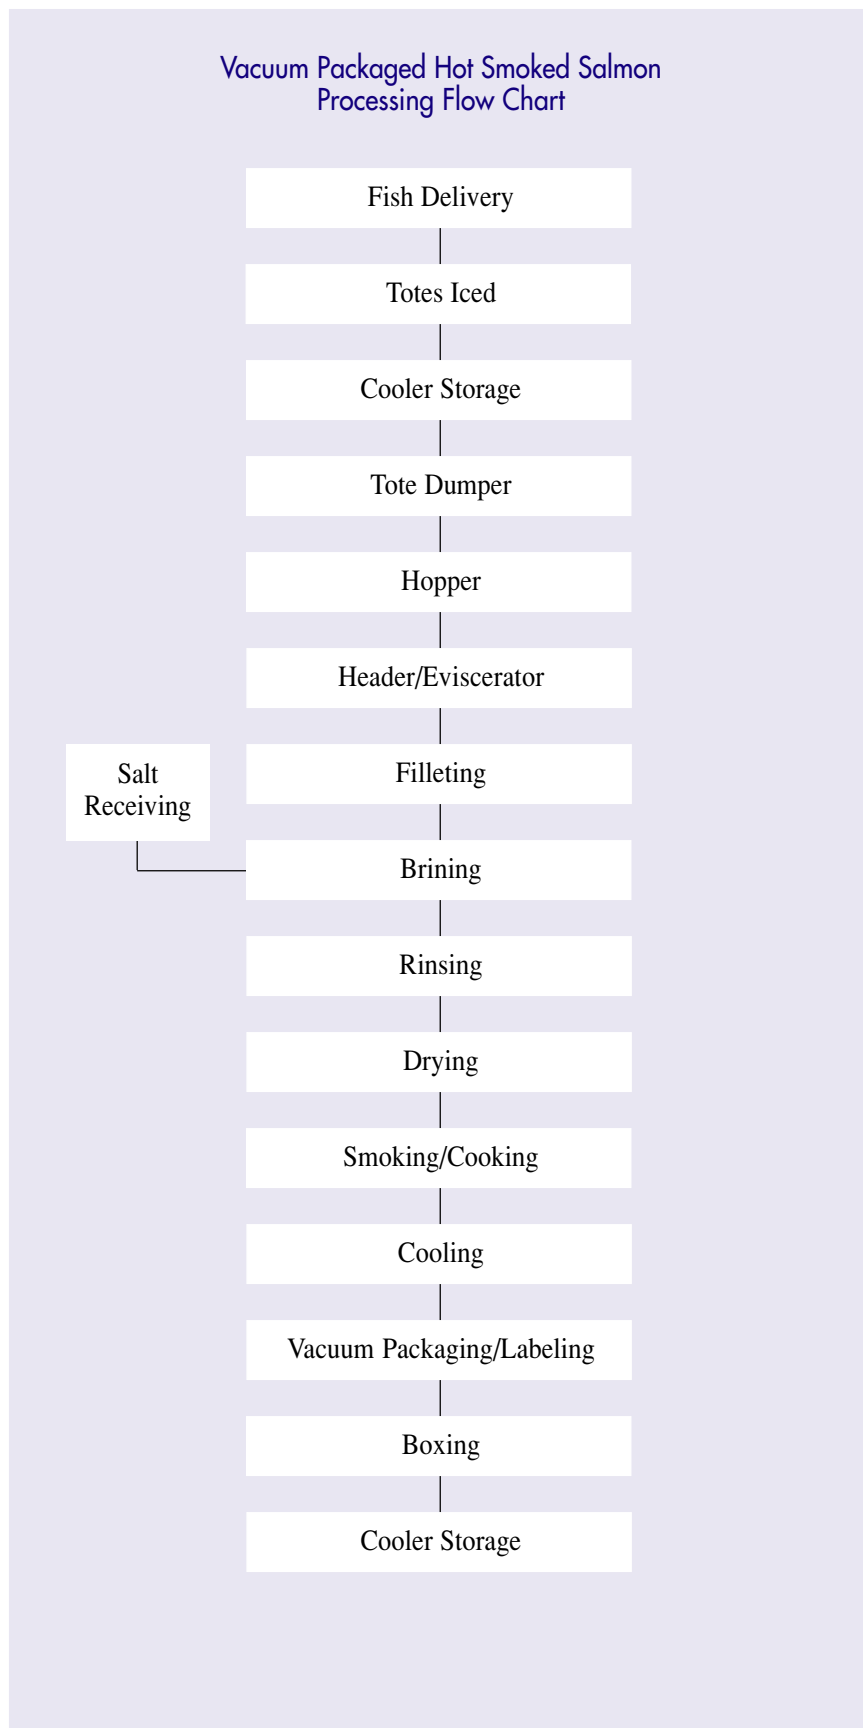 Vacuum Packaged Hot Smoked Salmon
Processing Flow Chart
Fish Delivery
Totes Iced
Cooler Storage
Tote Dumper
Hopper
Header/Eviscerator
Filleting
Salt
Receiving
Brining
Rinsing
Drying
Smoking/Cooking
Cooling
Vacuum Packaging/Labeling
Boxing
Cooler Storage